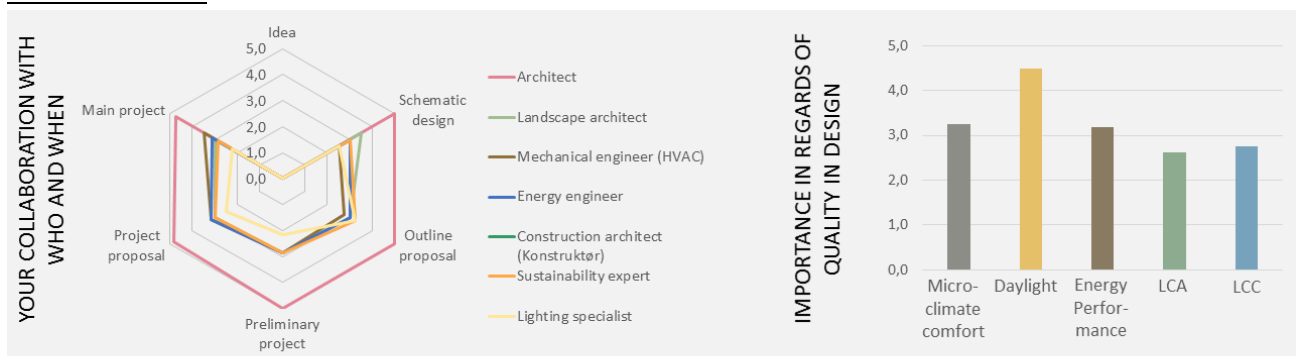 YOUR COLLABORATION WITH
WHO AND WHEN
Idea
5,0
4,0
3,0
2,0
1,0
0,0
Main project
Schematic
design
Project
proposal
Outline
proposal
Preliminary
project
Architect
Landscape architect
Mechanical engineer (HVAC)
Energy engineer
Construction architect
(Konstruktør)
Sustainability expert
Lighting specialist
IMPORTANCE IN REGARDS OF
QUALITY IN DESIGN
5,0
4,0
3,0
2,0
1,0
0,0
Micro-
climate
comfort
Daylight
Energy
Perfor-
mance
LCA
LCC